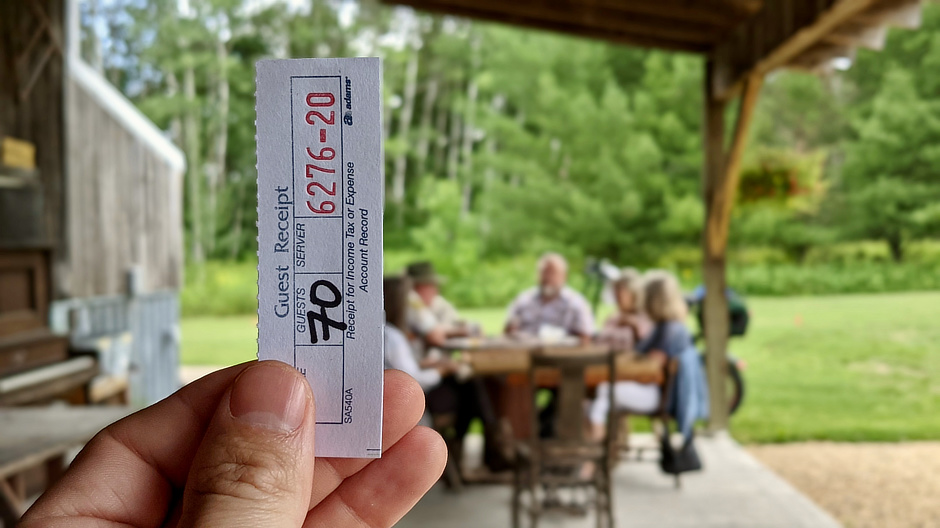 Guest Receipt
GUESTS SERVER
70 6276-20
Receipt for Income Tax or Expense
Account Record
SA540A
adams